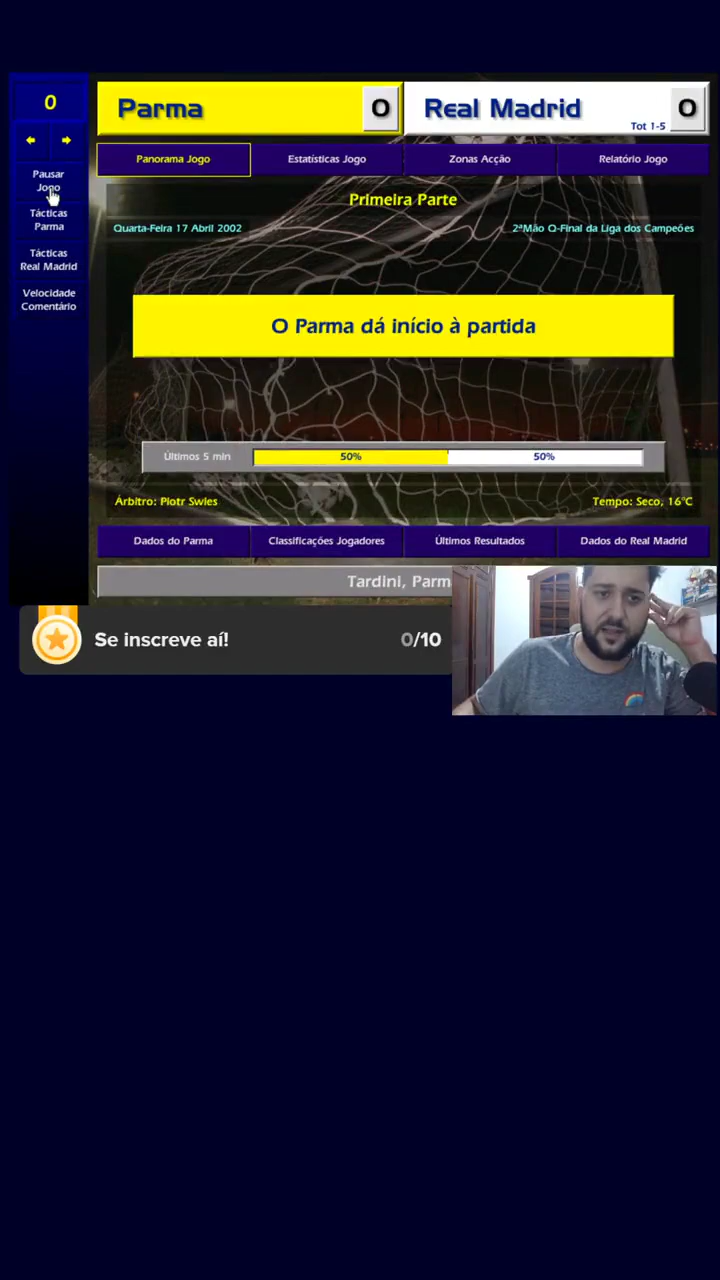 0
Parma 0
Real Madrid 0
Tot 1-5
Panorama Jogo
Estatísticas Jogo
Zonas Acção
Relatório Jogo
Pausar
Jogo
Tácticas
Parma
Tácticas
Real Madrid
Velocidade
Comentário
Primeira Parte
Quarta-Feira 17 Abril 2002
2ªMão Q-Final da Liga dos Campeões
O Parma dá início à partida
Últimos 5 min
50%
50%
Árbitro: Piotr Swies
Tempo: Seco, 16°C
Dados do Parma
Classificações Jogadores
Últimos Resultados
Dados do Real Madrid
Tardini, Parm
Se inscreve aí!
0/10